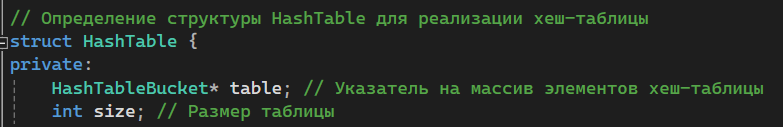 // Определение структуры HashTable для реализации хеш-таблицы
struct HashTable {
private:
HashTableBucket* table; // Указатель на массив элементов хеш-таблицы
int size; // Размер таблицы